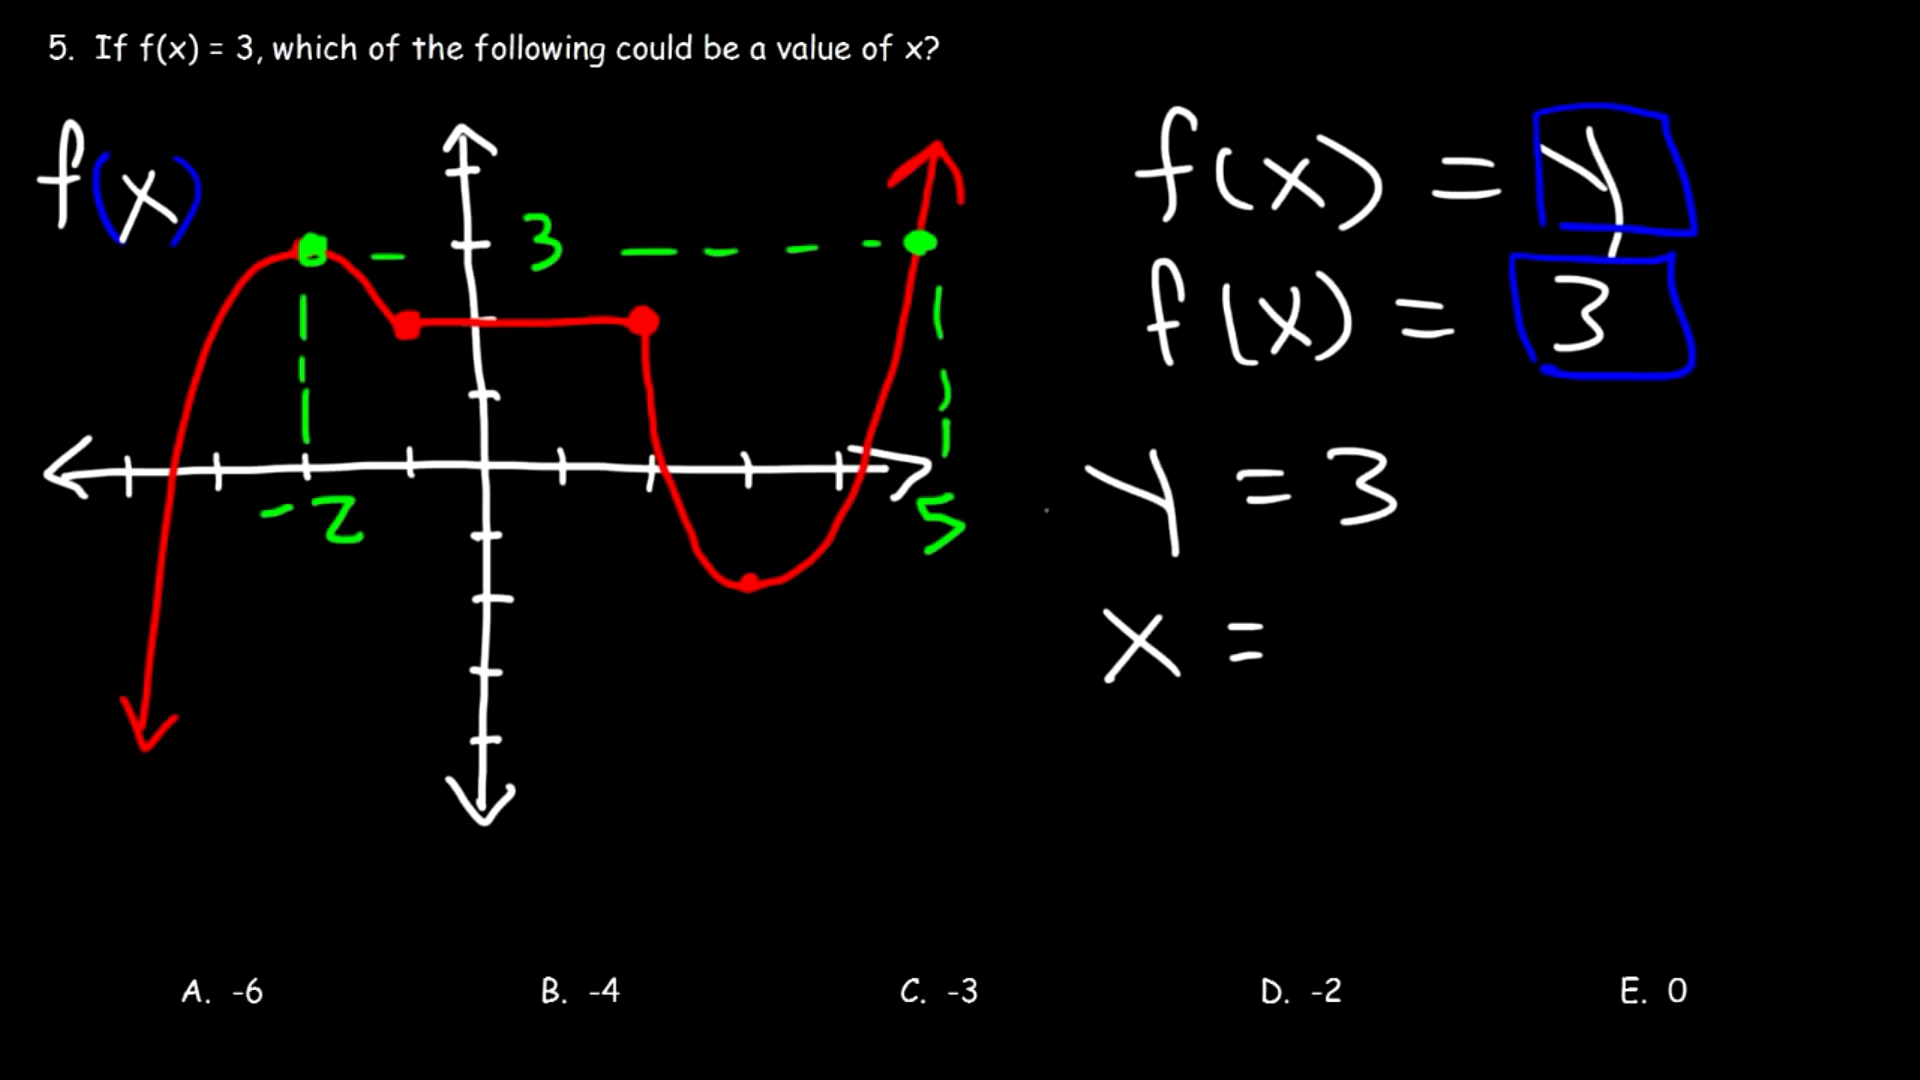 5. If f(x) = 3, which of the following could be a value of x?
f(x)
3
-2
5
f(x) = y
f(x) = 3
y = 3
x =
A. -6 B. -4 C. -3 D. -2 E. 0